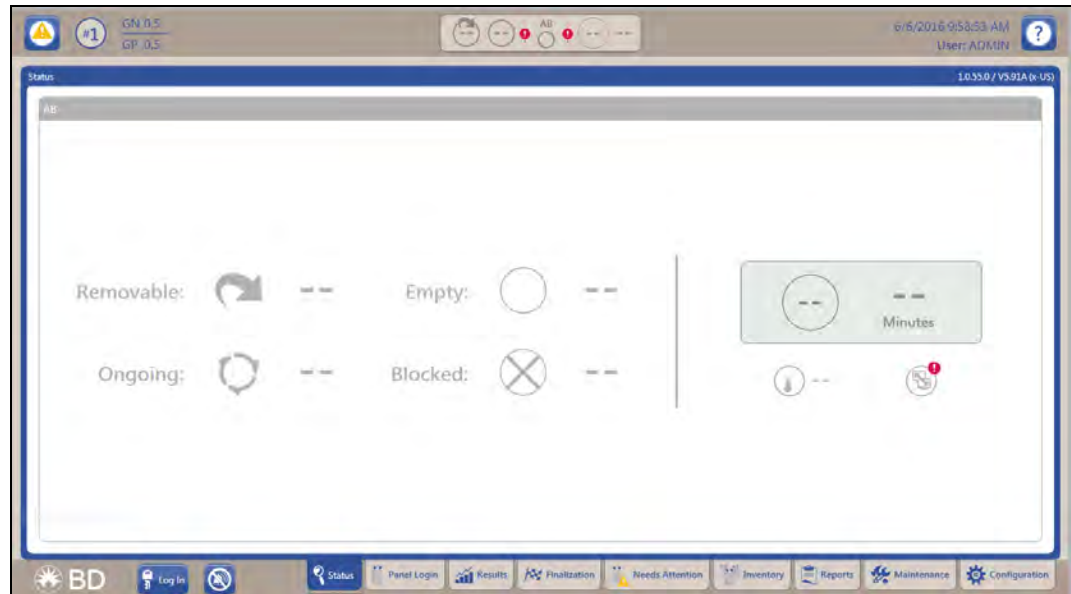 #1
GN 0.5
GP 0.5
--
--
All
--
--
6/6/2016 9:58:53 AM
User: ADMIN
?
Status
1.0.55.0 / V5.91A (x-US)
All
Removable: --
Empty: --
--
--
Minutes
Ongoing: --
Blocked: --
--
BD
Log In
Status
Panel Login
Results
Finalization
Needs Attention
Inventory
Reports
Maintenance
Configuration